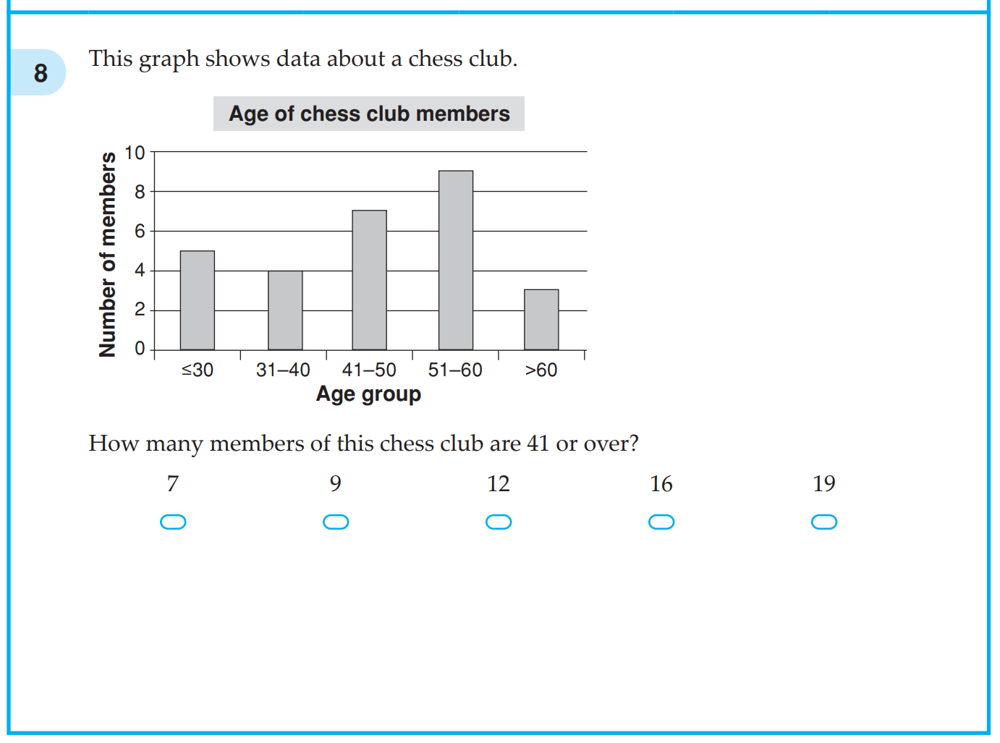 8
This graph shows data about a chess club.
Age of chess club members
Number of members
10
8
6
4
2
0
≤30 31–40 41–50 51–60 >60
Age group
How many members of this chess club are 41 or over?
7 9 12 16 19